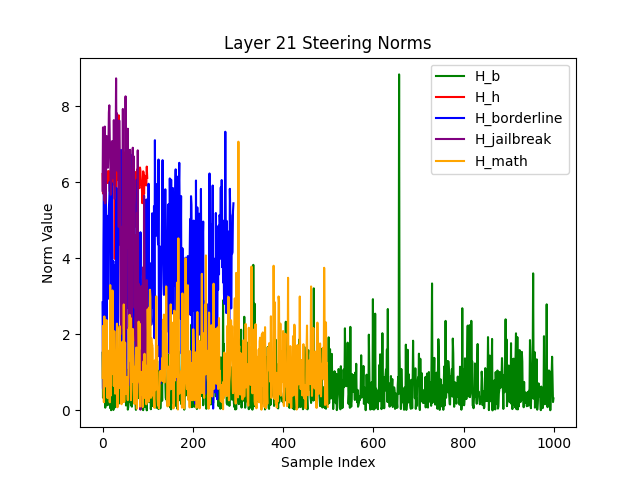 Layer 21 Steering Norms
H_b
H_h
H_borderline
H_jailbreak
H_math
Norm Value
8
6
4
2
0
0 200 400 600 800 1000
Sample Index